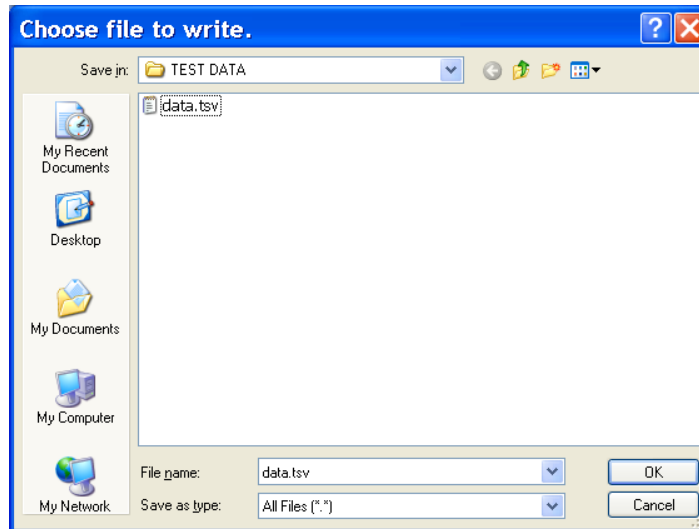 Choose file to write.
Save in: TEST DATA
data.tsv
My Recent
Documents
Desktop
My Documents
My Computer
My Network
File name: data.tsv OK
Save as type: All Files (*.*) Cancel